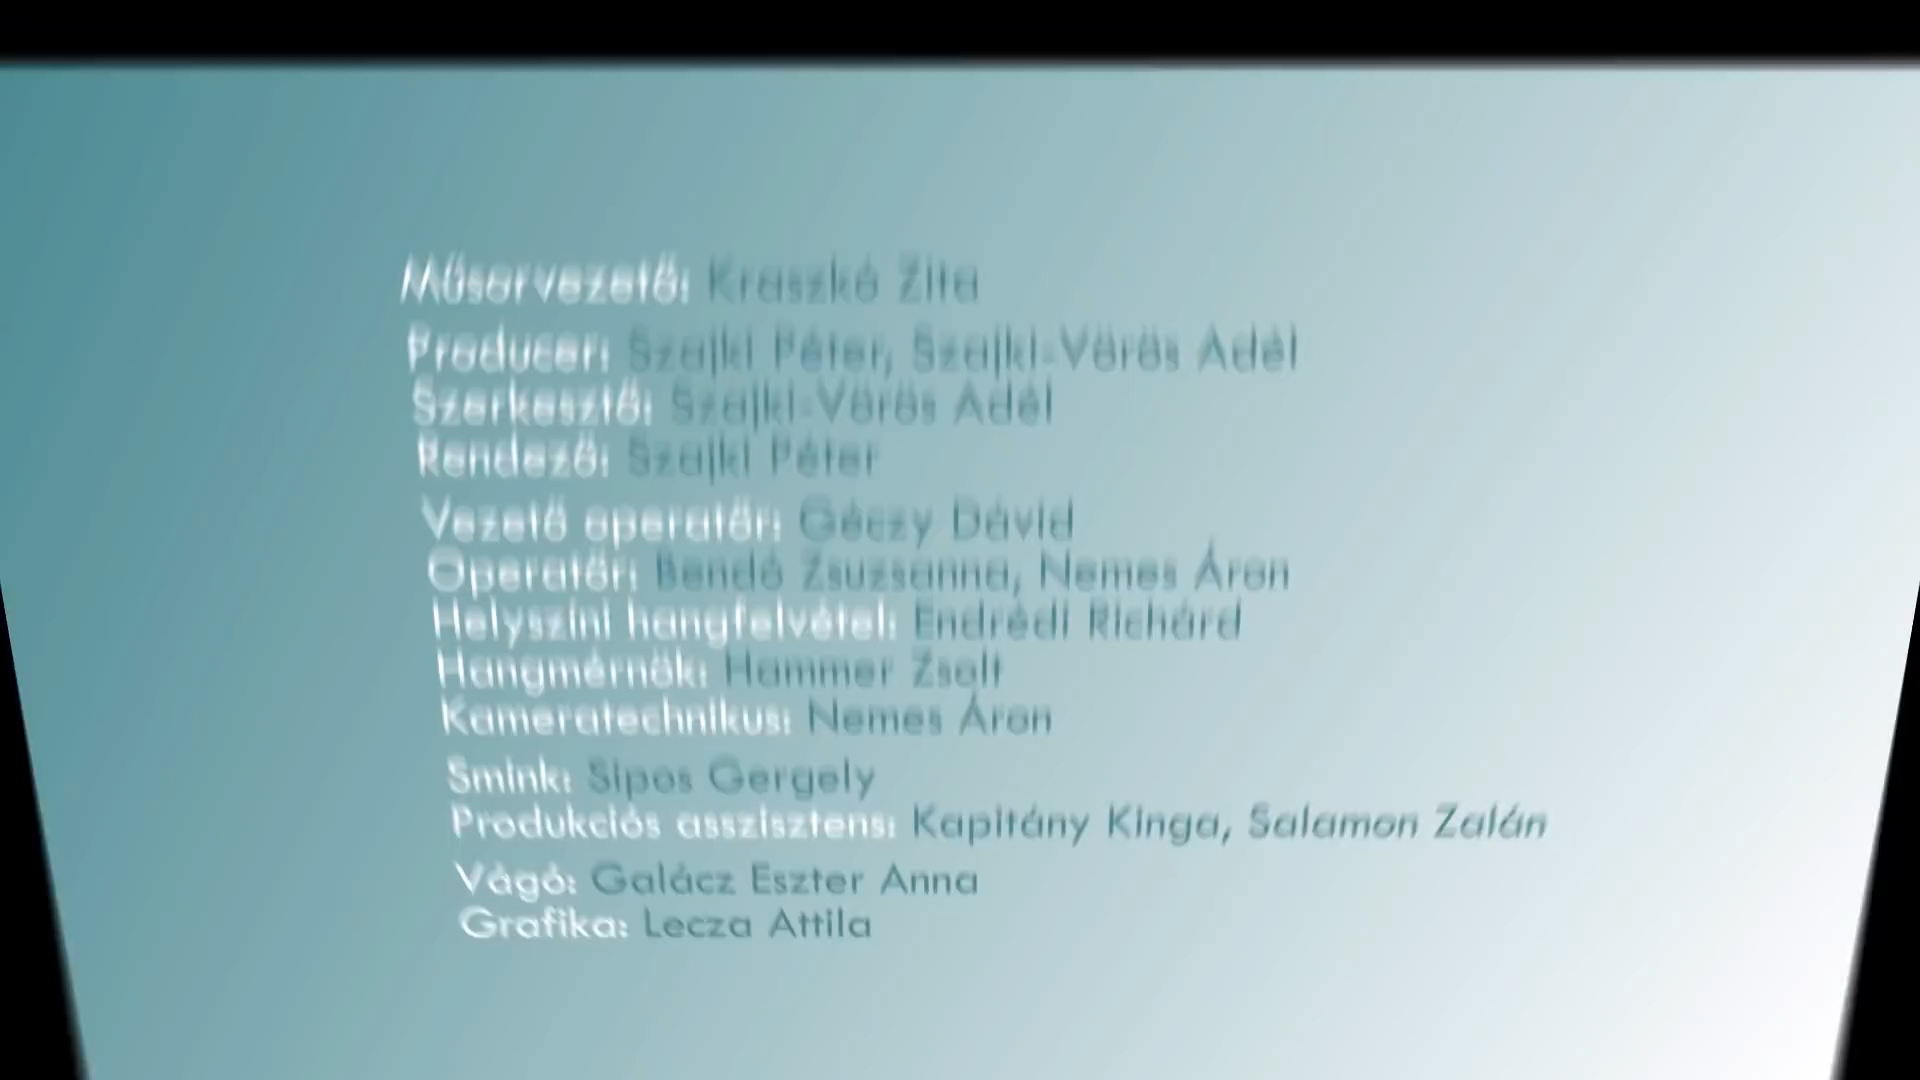 Műsorvezető: Kraszkó Zita
Producer: Szajki Péter, Szajki-Vörös Adél
Szerkesztő: Szajki-Vörös Adél
Rendező: Szajki Péter
Vezető operatőr: Géczy Dávid
Operatőr: Bendó Zsuzsanna, Nemes Áron
Helyszíni hangfelvétel: Endrédi Richárd
Hangmérnök: Hammer Zsolt
Kameratechnikus: Nemes Áron
Smink: Sipos Gergely
Produkciós asszisztens: Kapitány Kinga, Salamon Zalán
Vágó: Galácz Eszter Anna
Grafika: Lecza Attila